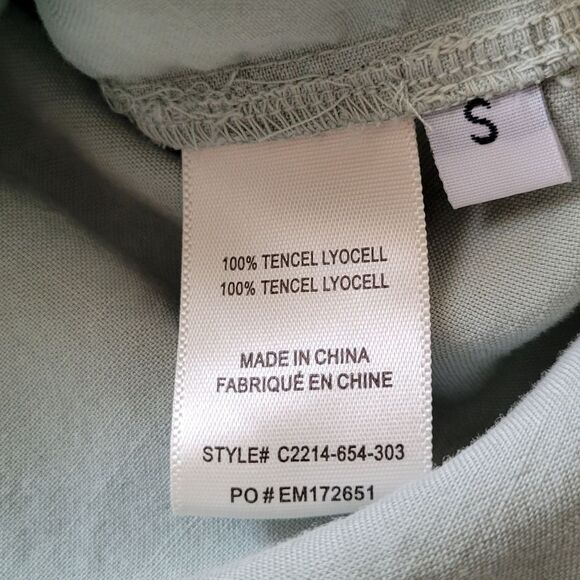 S
100% TENCEL LYOCELL
100% TENCEL LYOCELL
MADE IN CHINA
FABRIQUÉ EN CHINE
STYLE# C2214-654-303
PO # EM172651